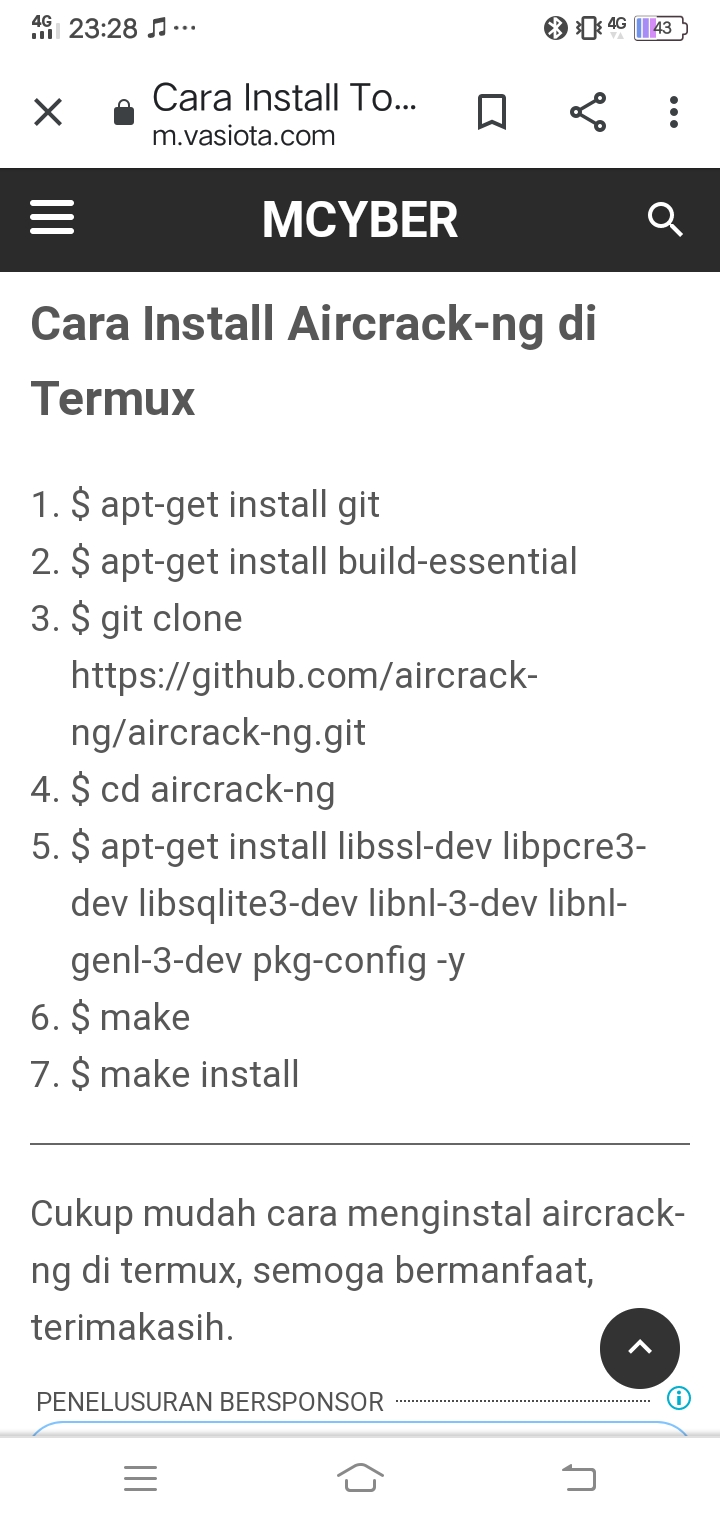 4G 23:28 ... 4G 43
Cara Install To...
m.vasiota.com
MCYBER
Cara Install Aircrack-ng di
Termux
1. $ apt-get install git
2. $ apt-get install build-essential
3. $ git clone
https://github.com/aircrack-
ng/aircrack-ng.git
4. $ cd aircrack-ng
5. $ apt-get install libssl-dev libpcre3-
dev libsqlite3-dev libnl-3-dev libnl-
genl-3-dev pkg-config -y
6. $ make
7. $ make install
Cukup mudah cara menginstal aircrack-
ng di termux, semoga bermanfaat,
terimakasih.
PENELUSURAN BERSPONSOR